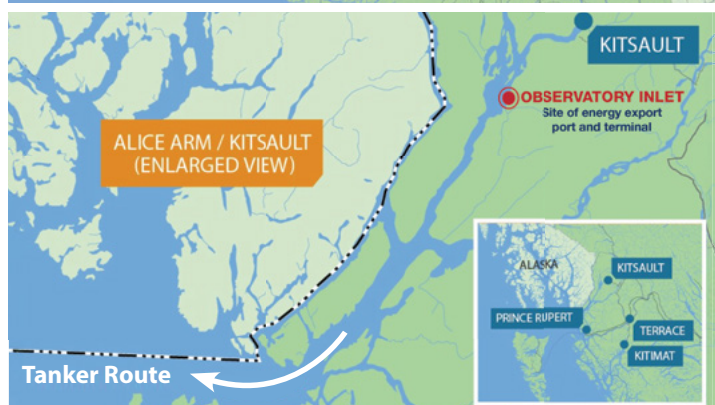 KITSAULT
OBSERVATORY INLET
Site of energy export
port and terminal
ALICE ARM / KITSAULT
(ENLARGED VIEW)
ALASKA
KITSAULT
PRINCE RUPERT
TERRACE
KITIMAT
Tanker Route